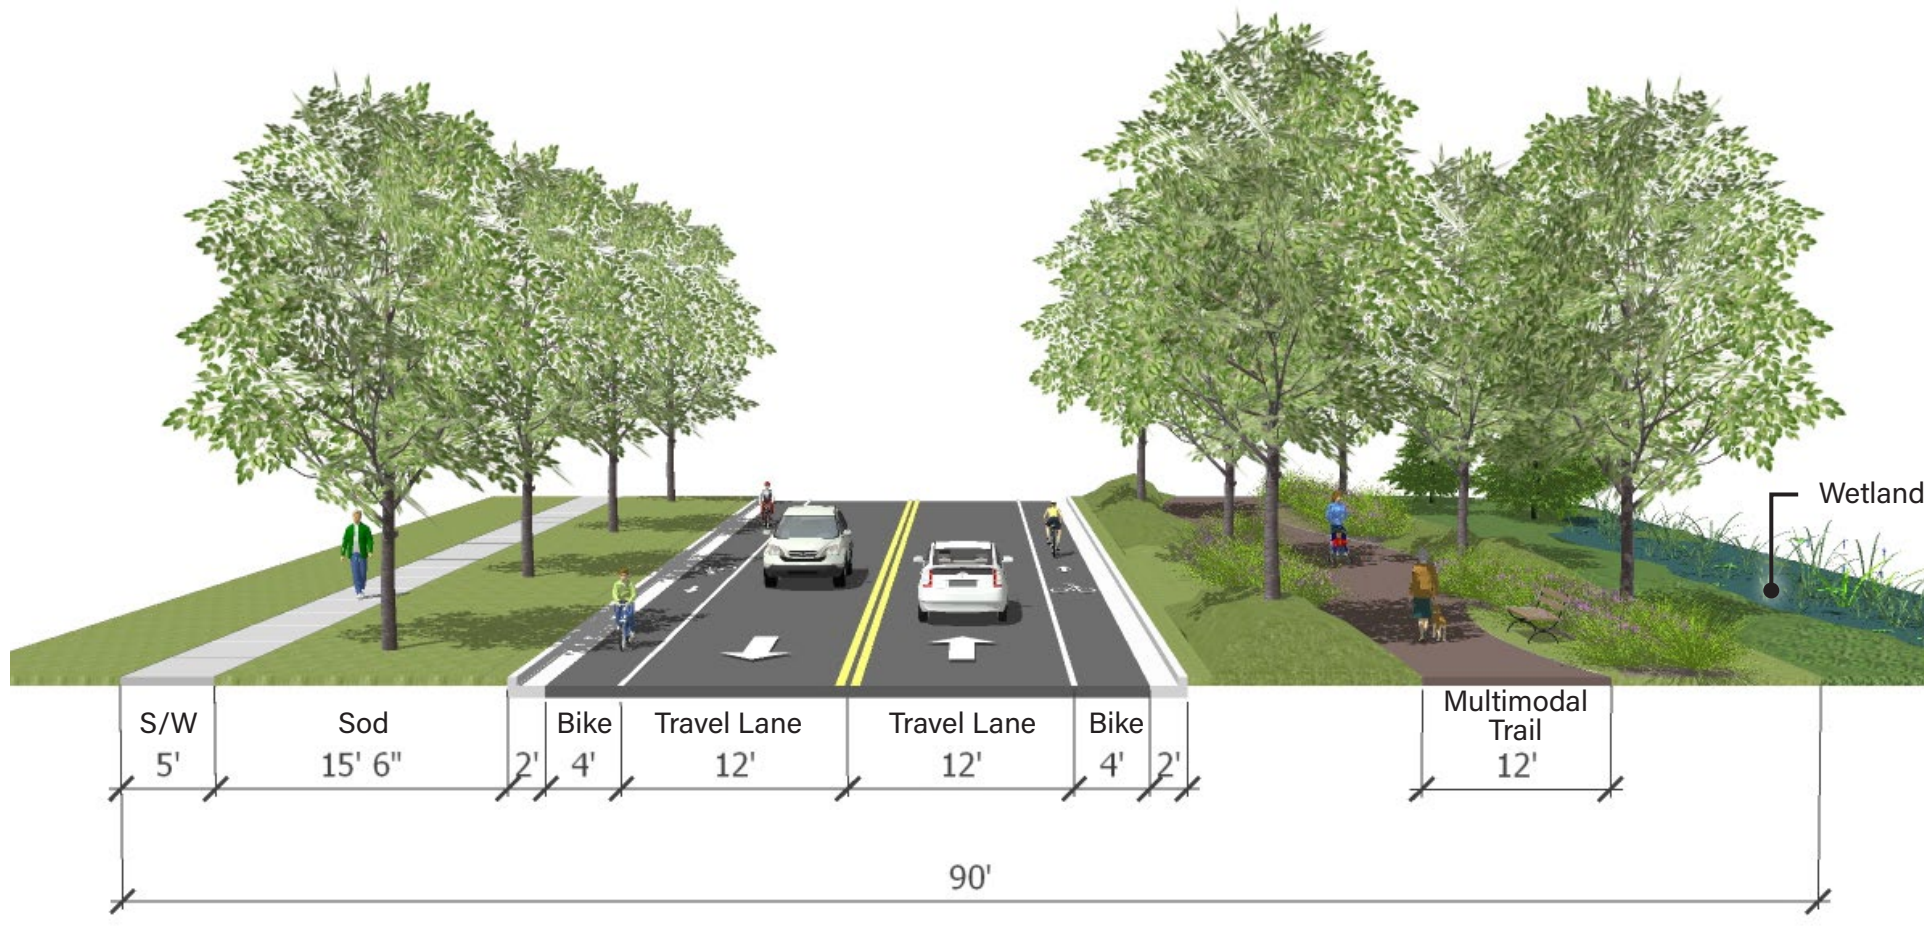 Wetland
S/W
Sod
Bike
Travel Lane
Travel Lane
Bike
Multimodal
Trail
5'
15' 6"
2'
4'
12'
12'
4'
2'
12'
90'